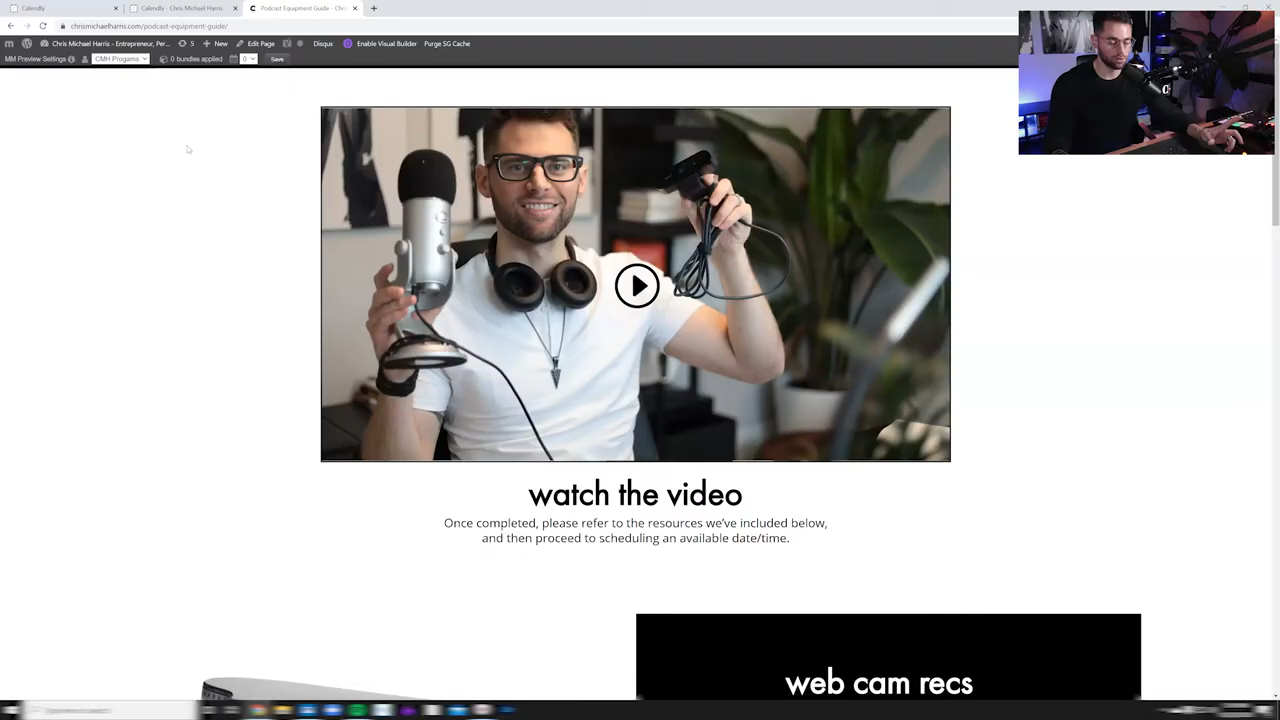 Calendly
Calendly - Chris Michael Harris
Podcast Equipment Guide - Chris
chrismichaelharris.com/podcast-equipment-guide/
Chris Michael Harris - Entrepreneur, Per...
5
New
Edit Page
Disqus
Enable Visual Builder
Purge SG Cache
MM Preview Settings
CMH Progams
0 bundles applied
0
Save
watch the video
Once completed, please refer to the resources we've included below,
and then proceed to scheduling an available date/time.
web cam recs